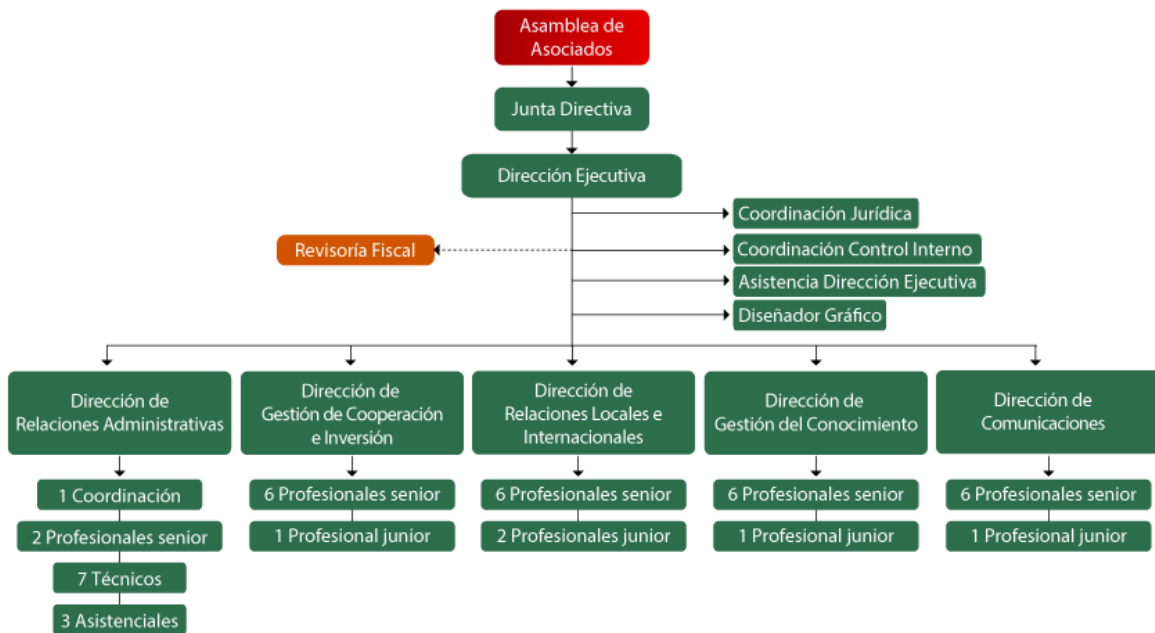 Asamblea de
Asociados
Junta Directiva
Dirección Ejecutiva
Coordinación Jurídica
Revisoría Fiscal
Coordinación Control Interno
Asistencia Dirección Ejecutiva
Diseñador Gráfico
Dirección de
Relaciones Administrativas
Dirección de
Gestión de Cooperación
e Inversión
Dirección de
Relaciones Locales e
Internacionales
Dirección de
Gestión del Conocimiento
Dirección de
Comunicaciones
1 Coordinación
2 Profesionales senior
7 Técnicos
3 Asistenciales
6 Profesionales senior
1 Profesional junior
6 Profesionales senior
2 Profesionales junior
6 Profesionales senior
1 Profesional junior
6 Profesionales senior
1 Profesional junior